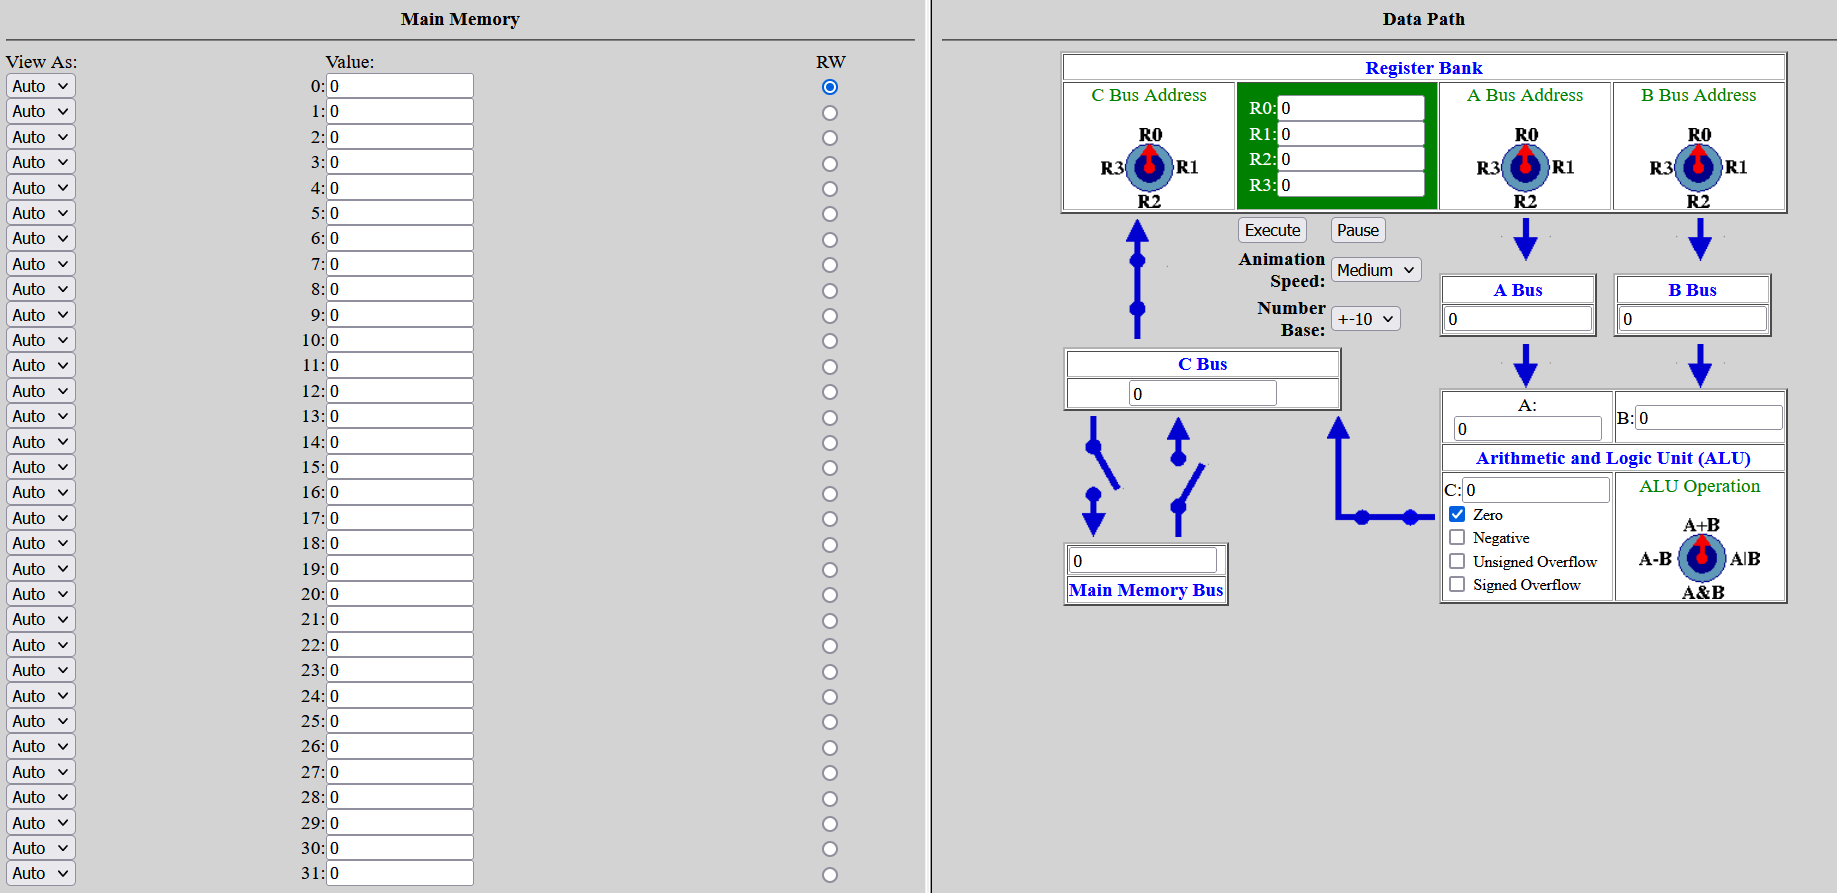 Main Memory
View As: Value: RW
Auto 0: 0
Auto 1: 0
Auto 2: 0
Auto 3: 0
Auto 4: 0
Auto 5: 0
Auto 6: 0
Auto 7: 0
Auto 8: 0
Auto 9: 0
Auto 10: 0
Auto 11: 0
Auto 12: 0
Auto 13: 0
Auto 14: 0
Auto 15: 0
Auto 16: 0
Auto 17: 0
Auto 18: 0
Auto 19: 0
Auto 20: 0
Auto 21: 0
Auto 22: 0
Auto 23: 0
Auto 24: 0
Auto 25: 0
Auto 26: 0
Auto 27: 0
Auto 28: 0
Auto 29: 0
Auto 30: 0
Auto 31: 0
Data Path
Register Bank
C Bus Address
R0
R3 R1
R2
R0: 0
R1: 0
R2: 0
R3: 0
A Bus Address
R0
R3 R1
R2
B Bus Address
R0
R3 R1
R2
Execute Pause
Animation
Speed: Medium
Number
Base: +-10
A Bus
0
B Bus
0
C Bus
0
A:
0
B: 0
Arithmetic and Logic Unit (ALU)
C: 0
Zero
Negative
Unsigned Overflow
Signed Overflow
ALU Operation
A+B
A-B A|B
A&B
0
Main Memory Bus